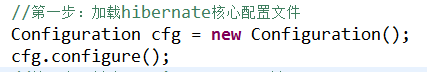 //第一步：加载hibernate核心配置文件
Configuration cfg = new Configuration();
cfg.configure();